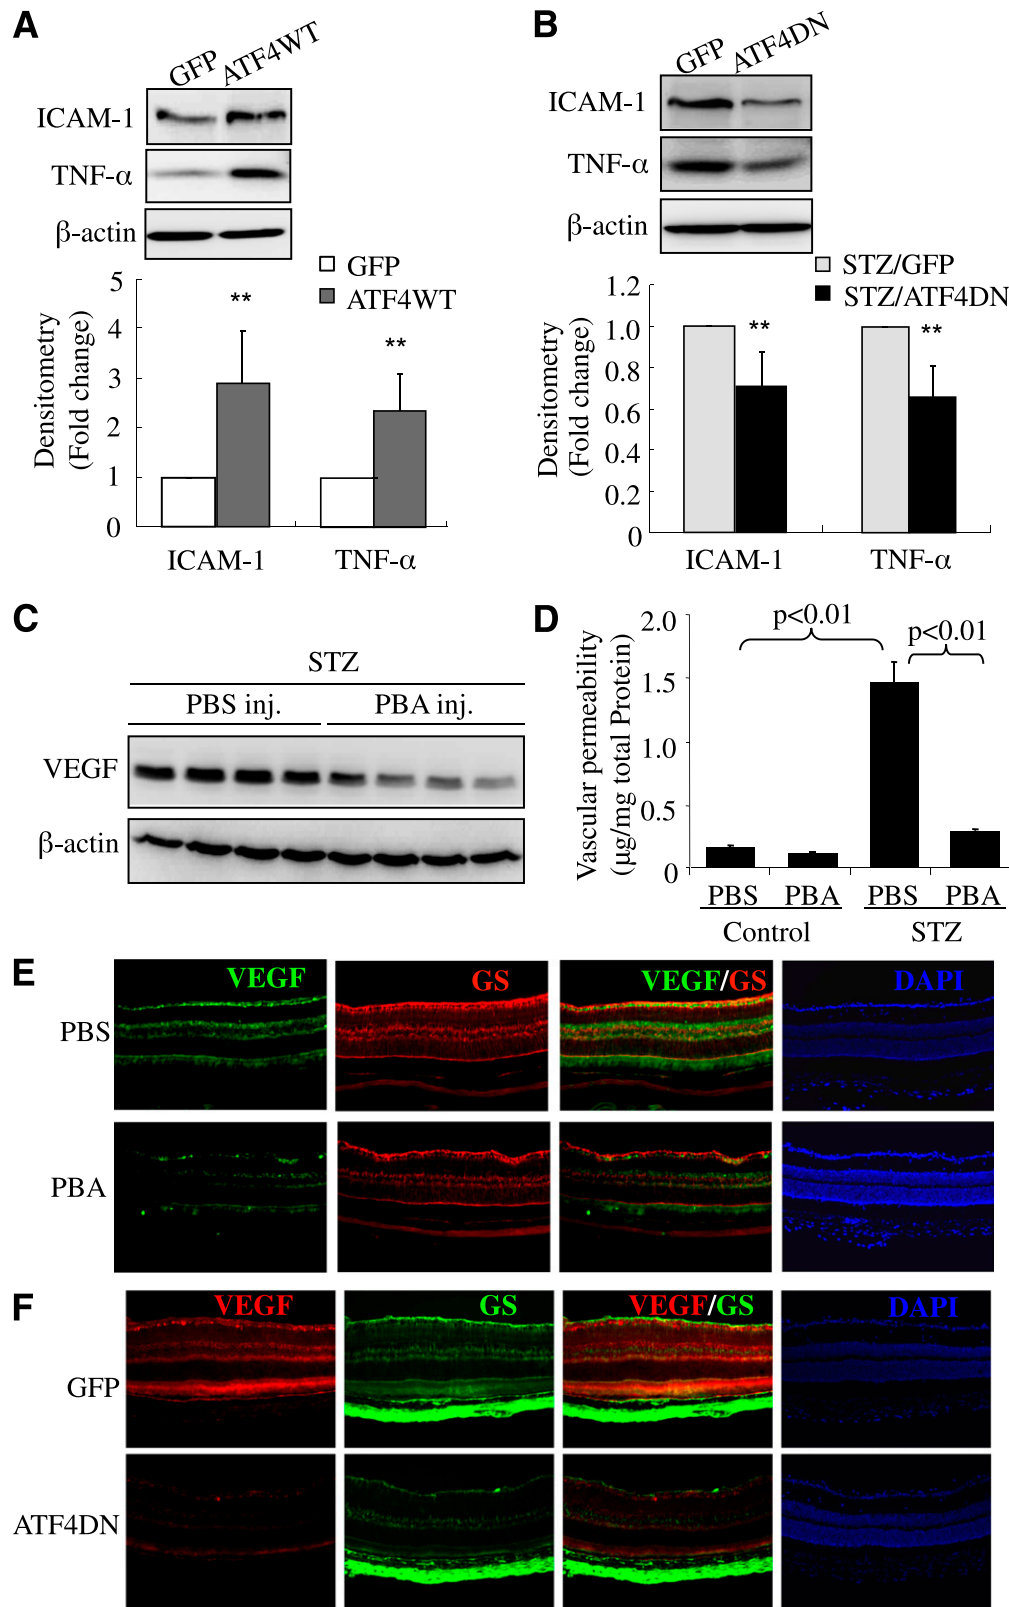 A
GFP ATF4WT
ICAM-1
TNF-α
β-actin
GFP
ATF4WT
Densitometry
(Fold change)
5
4
3
2
1
0
**
**
ICAM-1 TNF-α
B
GFP ATF4DN
ICAM-1
TNF-α
β-actin
STZ/GFP
STZ/ATF4DN
Densitometry
(Fold change)
1.2
1.0
0.8
0.6
0.4
0.2
0
**
**
ICAM-1 TNF-α
C
STZ
PBS inj. PBA inj.
VEGF
β-actin
D
Vascular permeability
(μg/mg total Protein)
2.0
1.5
1.0
0.5
0
p<0.01
p<0.01
PBS PBA PBS PBA
Control STZ
E
VEGF GS VEGF/GS DAPI
PBS
PBA
F
VEGF GS VEGF/GS DAPI
GFP
ATF4DN